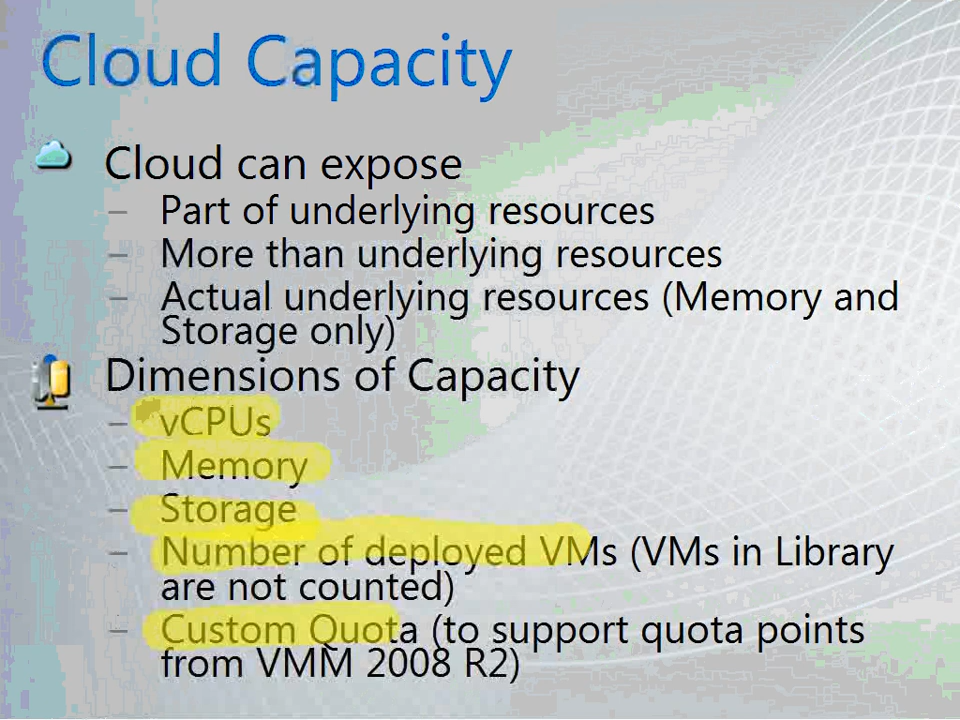 Cloud Capacity
Cloud can expose
– Part of underlying resources
– More than underlying resources
– Actual underlying resources (Memory and
Storage only)
Dimensions of Capacity
– vCPUs
– Memory
– Storage
– Number of deployed VMs (VMs in Library
are not counted)
– Custom Quota (to support quota points
from VMM 2008 R2)